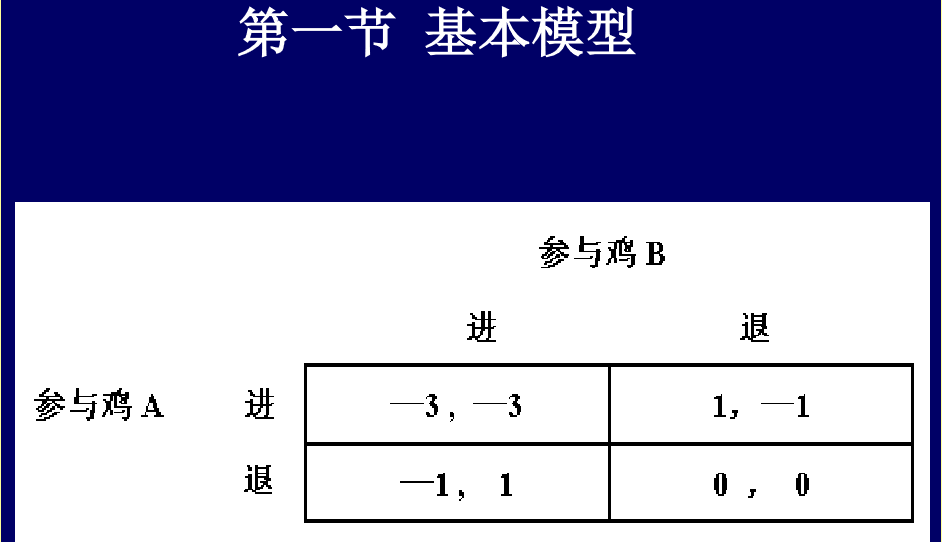 第一节 基本模型
参与鸡 B
进 退
参与鸡 A 进 —3, —3 1, —1
退 —1, 1 0, 0